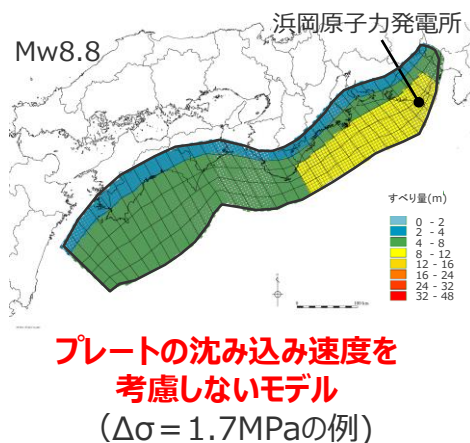 浜岡原子力発電所
Mw8.8
すべり量(m)
0 - 2
2 - 4
4 - 8
8 - 12
12 - 16
16 - 24
24 - 32
32 - 48
プレートの沈み込み速度を
考慮しないモデル
（Δσ＝1.7MPaの例)